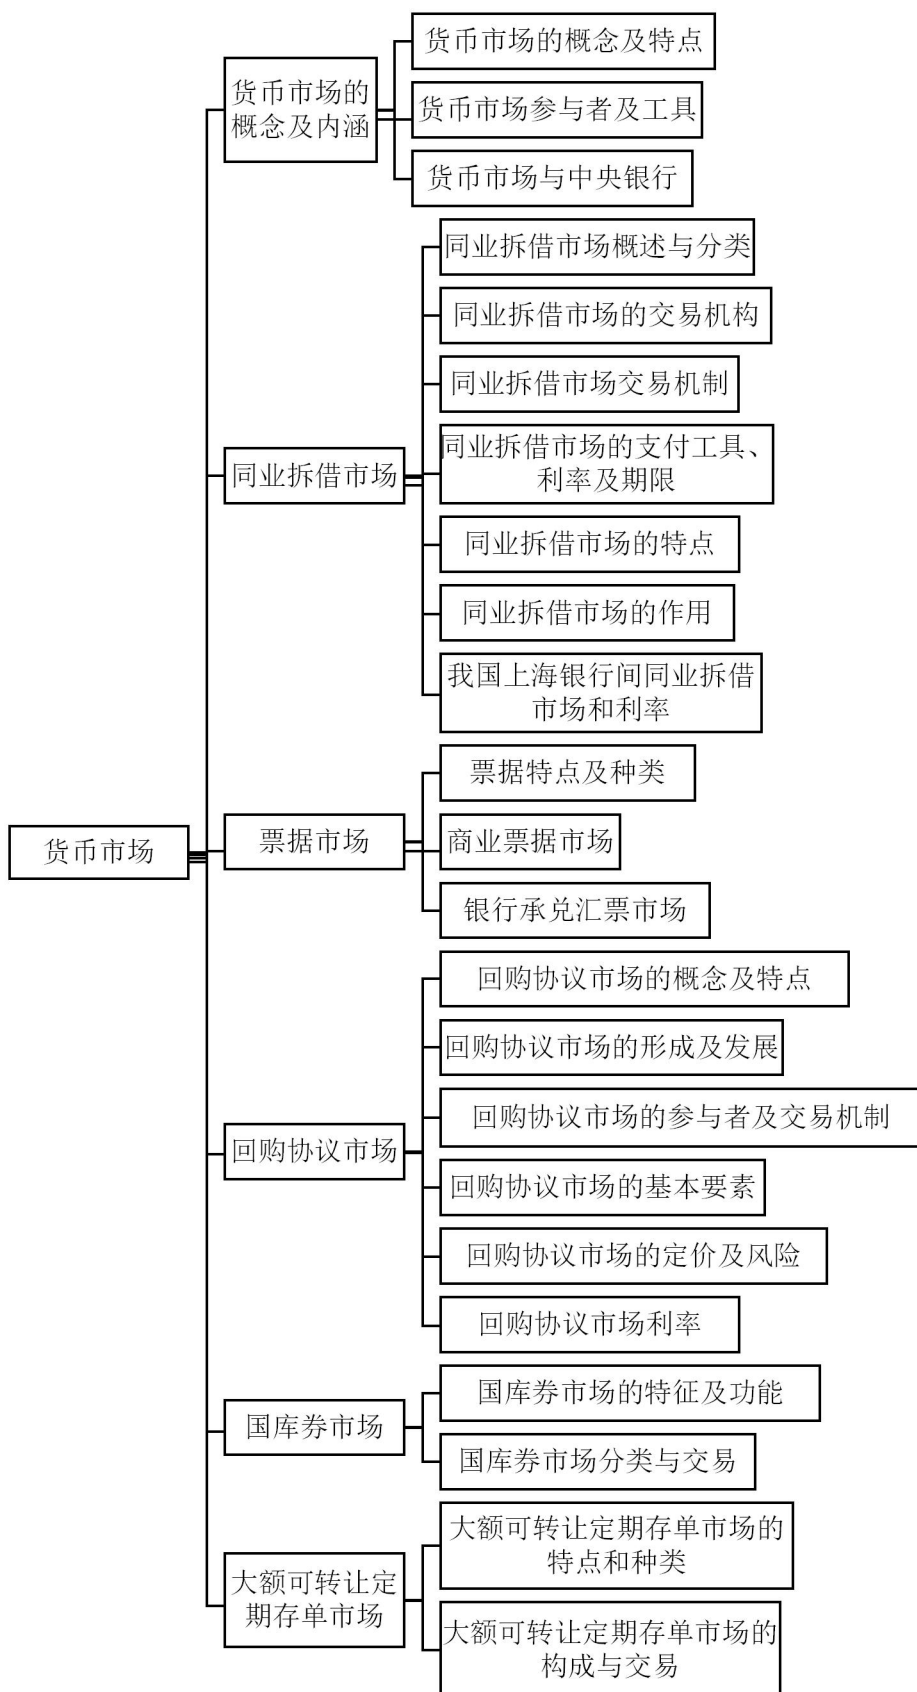 货币市场
货币市场的
概念及内涵
货币市场的概念及特点
货币市场参与者及工具
货币市场与中央银行
同业拆借市场
同业拆借市场概述与分类
同业拆借市场的交易机构
同业拆借市场交易机制
同业拆借市场的支付工具、
利率及期限
同业拆借市场的特点
同业拆借市场的作用
我国上海银行间同业拆借
市场和利率
票据市场
票据特点及种类
商业票据市场
银行承兑汇票市场
回购协议市场
回购协议市场的概念及特点
回购协议市场的形成及发展
回购协议市场的参与者及交易机制
回购协议市场的基本要素
回购协议市场的定价及风险
回购协议市场利率
国库券市场
国库券市场的特征及功能
国库券市场分类与交易
大额可转让定
期存单市场
大额可转让定期存单市场的
特点和种类
大额可转让定期存单市场的
构成与交易